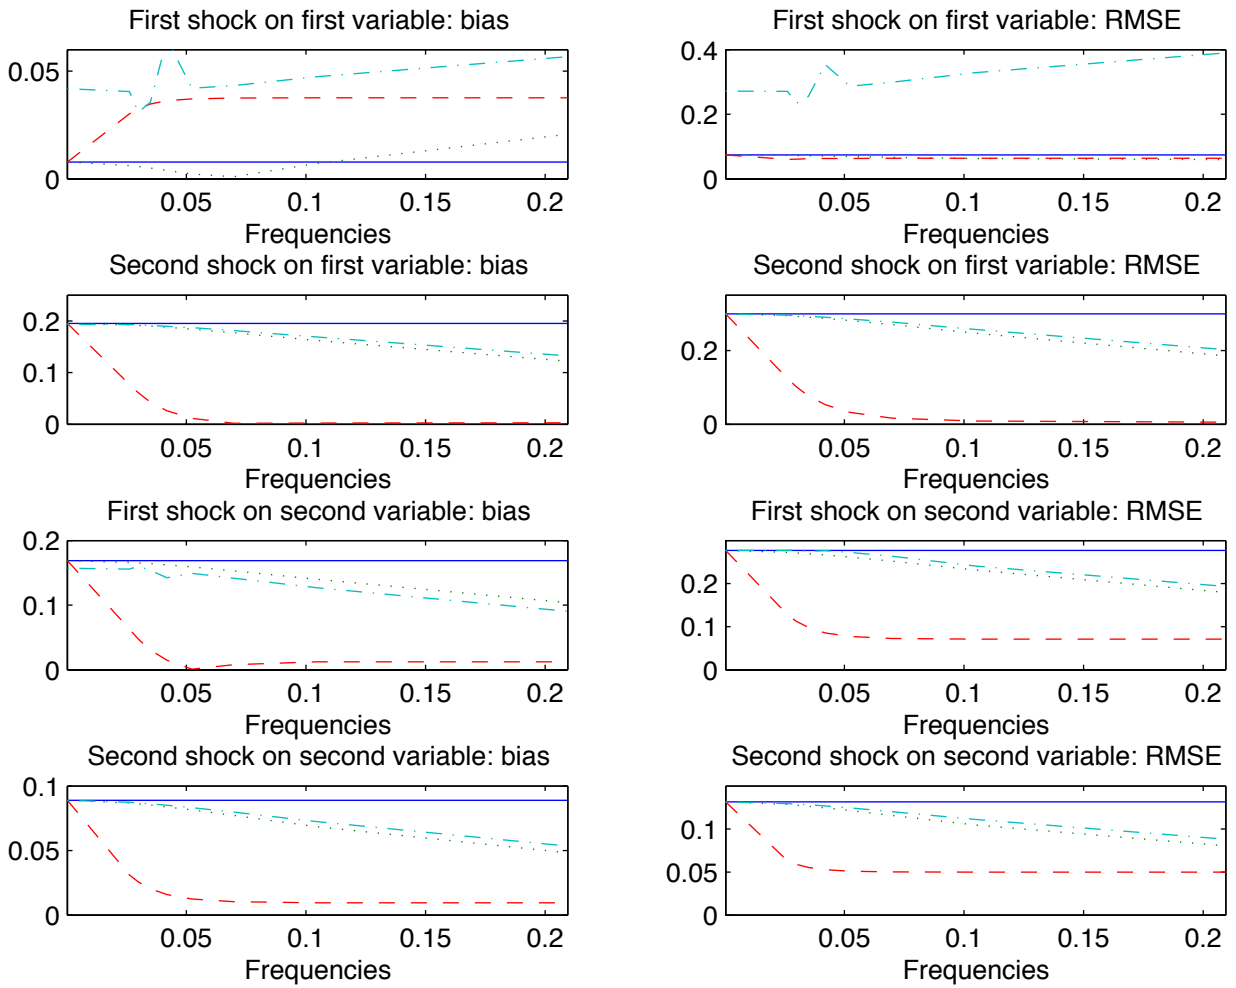 First shock on first variable: bias
0.05
0
0.05 0.1 0.15 0.2
Frequencies
First shock on first variable: RMSE
0.4
0.2
0
0.05 0.1 0.15 0.2
Frequencies
Second shock on first variable: bias
0.2
0.1
0
0.05 0.1 0.15 0.2
Frequencies
Second shock on first variable: RMSE
0.2
0
0.05 0.1 0.15 0.2
Frequencies
First shock on second variable: bias
0.2
0.1
0
0.05 0.1 0.15 0.2
Frequencies
First shock on second variable: RMSE
0.2
0.1
0
0.05 0.1 0.15 0.2
Frequencies
Second shock on second variable: bias
0.1
0.05
0
0.05 0.1 0.15 0.2
Frequencies
Second shock on second variable: RMSE
0.1
0.05
0
0.05 0.1 0.15 0.2
Frequencies